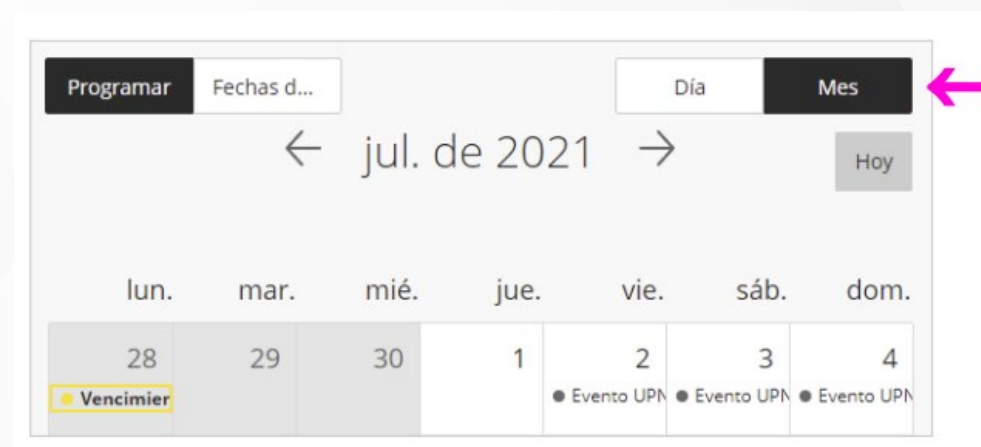 Programar Fechas d... Día Mes
← jul. de 2021 →
Hoy
lun. mar. mié. jue. vie. sáb. dom.
28 29 30 1 2 3 4
Vencimier Evento UPN Evento UPN Evento UPN